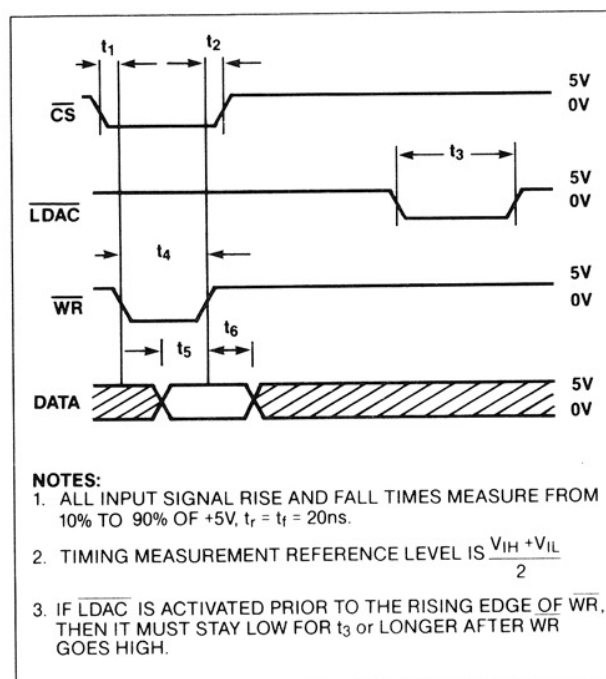 t1 t2
CS 5V
0V
t3
LDAC 5V
0V
t4
WR 5V
0V
t5 t6
DATA 5V
0V
NOTES:
1. ALL INPUT SIGNAL RISE AND FALL TIMES MEASURE FROM
10% TO 90% OF +5V, tr = tf = 20ns.
2. TIMING MEASUREMENT REFERENCE LEVEL IS VIH +VIL
2
3. IF LDAC IS ACTIVATED PRIOR TO THE RISING EDGE OF WR,
THEN IT MUST STAY LOW FOR t3 or LONGER AFTER WR
GOES HIGH.